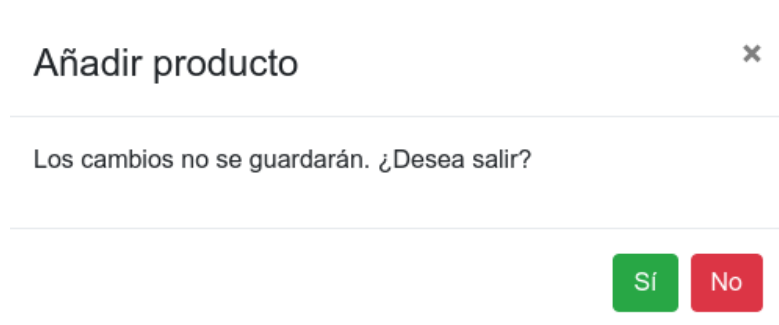 Añadir producto
×
Los cambios no se guardarán. ¿Desea salir?
Sí
No